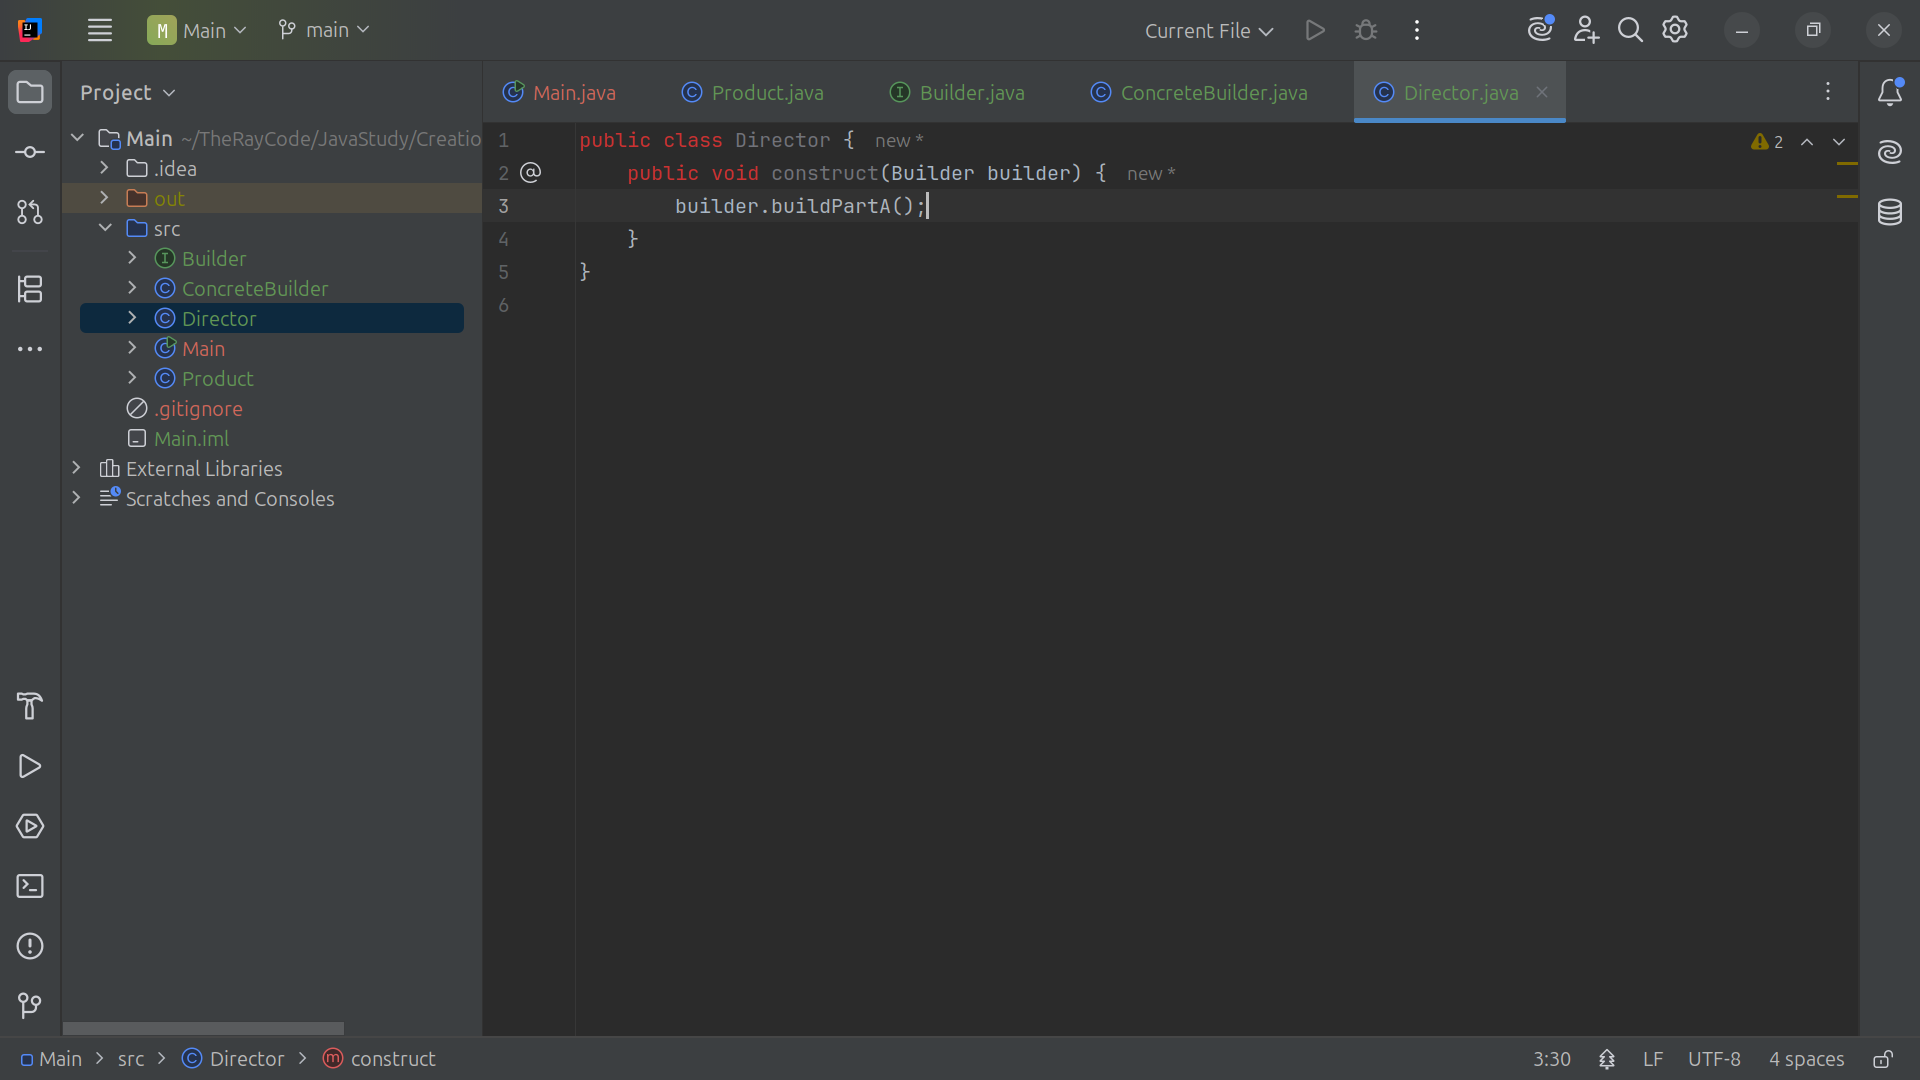 M Main
main
Current File
Project
Main ~/TheRayCode/JavaStudy/Creatio
.idea
out
src
Builder
ConcreteBuilder
Director
Main
Product
.gitignore
Main.iml
External Libraries
Scratches and Consoles
Main.java
Product.java
Builder.java
ConcreteBuilder.java
Director.java
1 public class Director { new *
2 public void construct(Builder builder) { new *
3 builder.buildPartA();
4 }
5 }
6
2
Main > src > Director > construct
3:30
LF
UTF-8
4 spaces